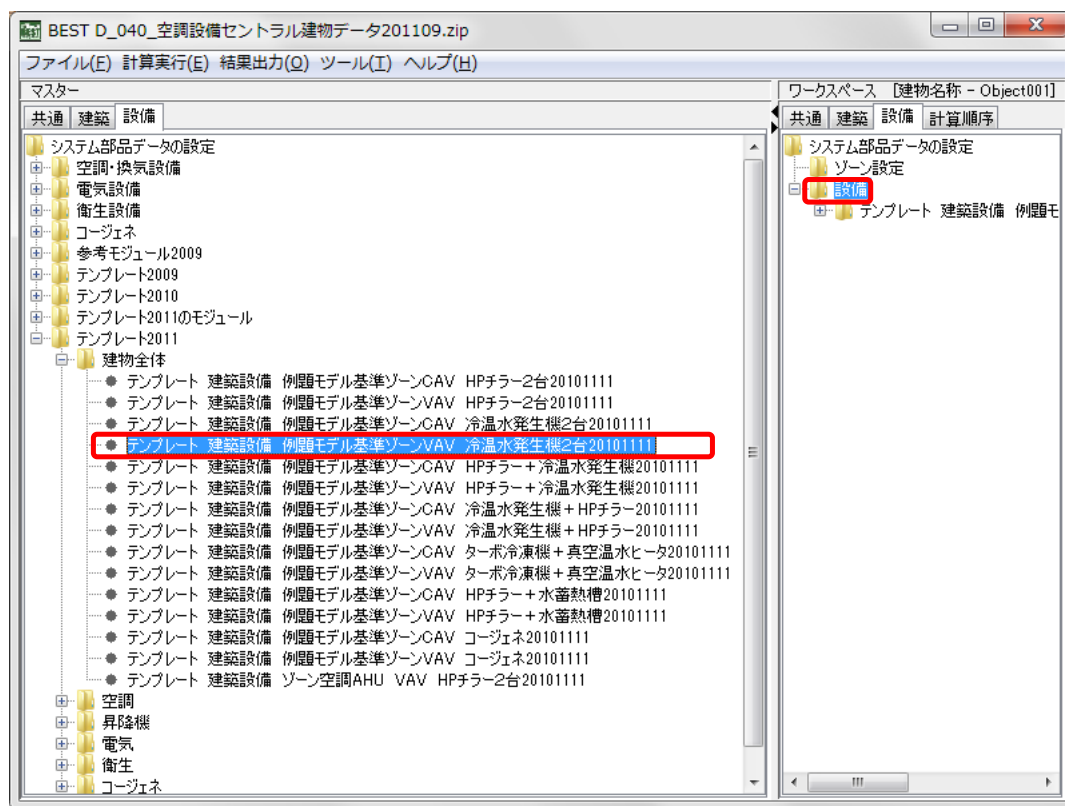 BEST D_040_空調設備セントラル建物データ201109.zip
ファイル(F) 計算実行(E) 結果出力(O) ツール(T) ヘルプ(H)
マスター
共通 建築 設備
システム部品データの設定
空調・換気設備
電気設備
衛生設備
コージェネ
参考モジュール2009
テンプレート2009
テンプレート2010
テンプレート2011のモジュール
テンプレート2011
建物全体
テンプレート 建築設備 例題モデル基準ゾーンCAV HPチラー2台20101111
テンプレート 建築設備 例題モデル基準ゾーンVAV HPチラー2台20101111
テンプレート 建築設備 例題モデル基準ゾーンCAV 冷温水発生機2台20101111
テンプレート 建築設備 例題モデル基準ゾーンVAV 冷温水発生機2台20101111
テンプレート 建築設備 例題モデル基準ゾーンCAV HPチラー+冷温水発生機20101111
テンプレート 建築設備 例題モデル基準ゾーンVAV HPチラー+冷温水発生機20101111
テンプレート 建築設備 例題モデル基準ゾーンCAV 冷温水発生機+HPチラー20101111
テンプレート 建築設備 例題モデル基準ゾーンVAV 冷温水発生機+HPチラー20101111
テンプレート 建築設備 例題モデル基準ゾーンCAV ターボ冷凍機+真空温水ヒータ20101111
テンプレート 建築設備 例題モデル基準ゾーンVAV ターボ冷凍機+真空温水ヒータ20101111
テンプレート 建築設備 例題モデル基準ゾーンCAV HPチラー+水蓄熱槽20101111
テンプレート 建築設備 例題モデル基準ゾーンVAV HPチラー+水蓄熱槽20101111
テンプレート 建築設備 例題モデル基準ゾーンCAV コージェネ20101111
テンプレート 建築設備 例題モデル基準ゾーンVAV コージェネ20101111
テンプレート 建築設備 ゾーン空調AHU VAV HPチラー2台20101111
空調
昇降機
電気
衛生
コージェネ
ワークスペース [建物名称 - Object001]
共通 建築 設備 計算順序
システム部品データの設定
ゾーン設定
設備
テンプレート 建築設備 例題モ